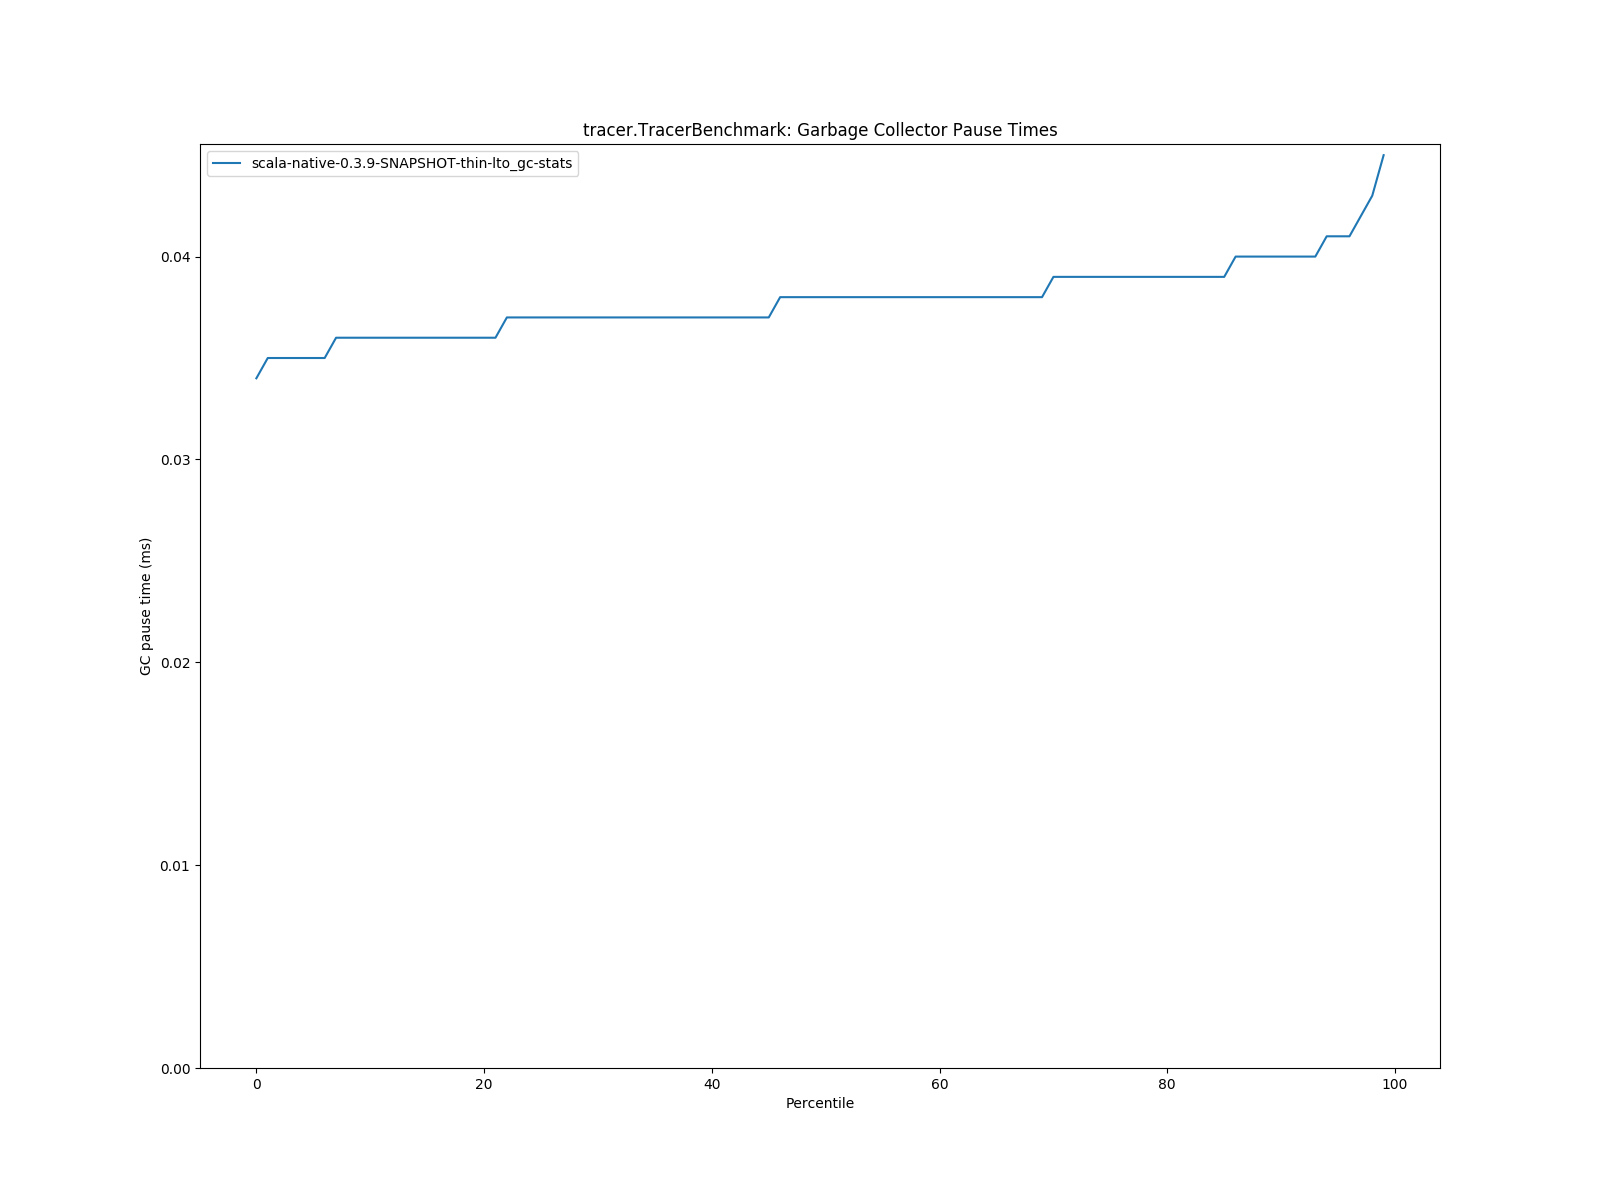 tracer.TracerBenchmark: Garbage Collector Pause Times
scala-native-0.3.9-SNAPSHOT-thin-lto_gc-stats
0.04
0.03
0.02
0.01
0.00
GC pause time (ms)
0 20 40 60 80 100
Percentile